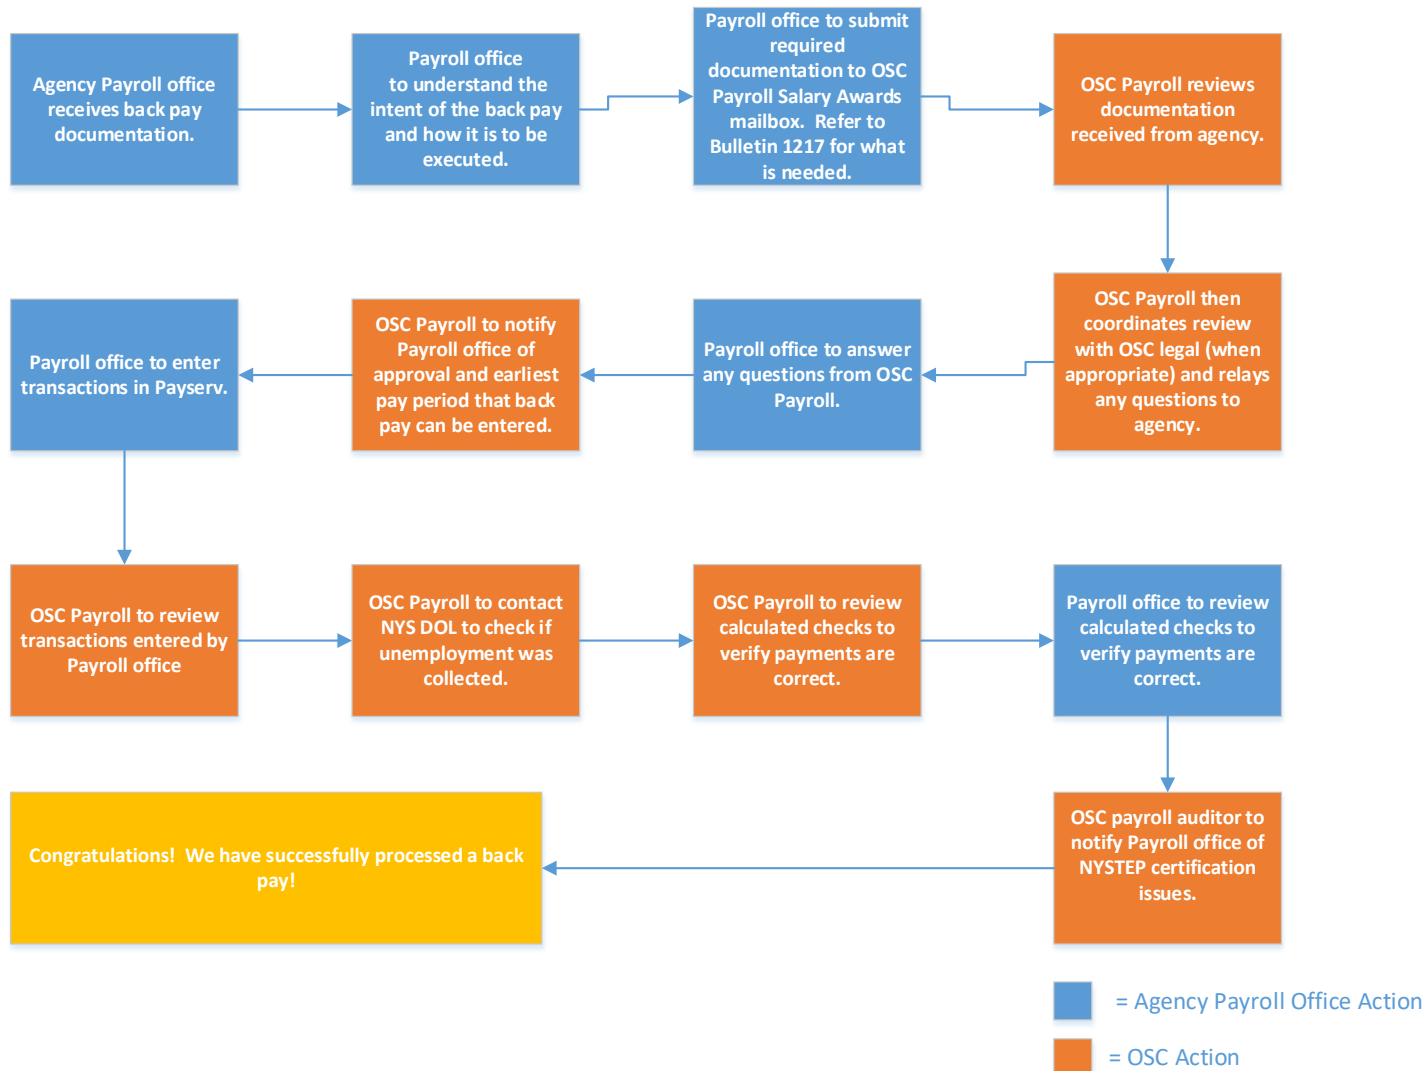 Agency Payroll office
receives back pay
documentation.
Payroll office
to understand the
intent of the back pay
and how it is to be
executed.
Payroll office to submit
required
documentation to OSC
Payroll Salary Awards
mailbox.  Refer to
Bulletin 1217 for what
is needed.
OSC Payroll reviews
documentation
received from agency.
OSC Payroll then
coordinates review
with OSC legal (when
appropriate) and relays
any questions to
agency.
Payroll office to answer
any questions from OSC
Payroll.
OSC Payroll to notify
Payroll office of
approval and earliest
pay period that back
pay can be entered.
Payroll office to enter
transactions in Payserv.
OSC Payroll to review
transactions entered by
Payroll office
OSC Payroll to contact
NYS DOL to check if
unemployment was
collected.
OSC Payroll to review
calculated checks to
verify payments are
correct.
Payroll office to review
calculated checks to
verify payments are
correct.
OSC payroll auditor to
notify Payroll office of
NYSTEP certification
issues.
Congratulations!  We have successfully processed a back
pay!
= Agency Payroll Office Action
= OSC Action